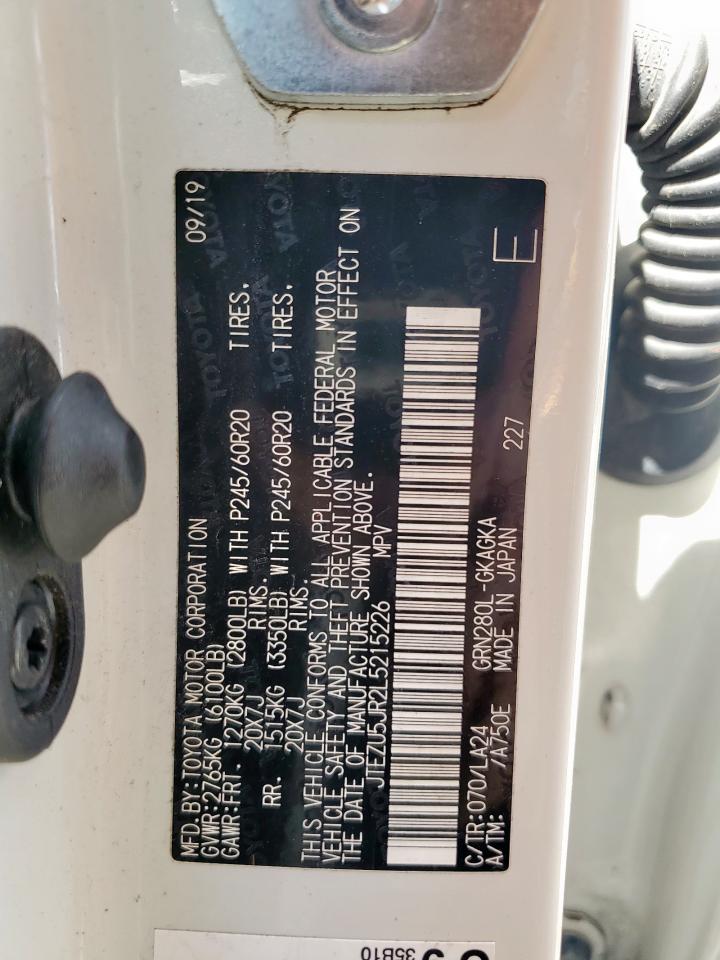 MFD.BY:TOYOTA MOTOR CORPORATION 09/19
GVWR:2765KG (6100LB)
GAWR:FRT. 1270KG (2800LB) WITH P245/60R20 TIRES.
20X7J RIMS.
RR. 1515KG (3350LB) WITH P245/60R20 TIRES.
20X7J RIMS.
THIS VEHICLE CONFORMS TO ALL APPLICABLE FEDERAL MOTOR
VEHICLE SAFETY AND THEFT PREVENTION STANDARDS IN EFFECT ON
THE DATE OF MANUFACTURE SHOWN ABOVE.
JTEZU5JR2L5215226 MPV
C/TR:070/LA24 GRN280L-GKAGKA
A/TM: /A750E MADE IN JAPAN 227 E
35B10